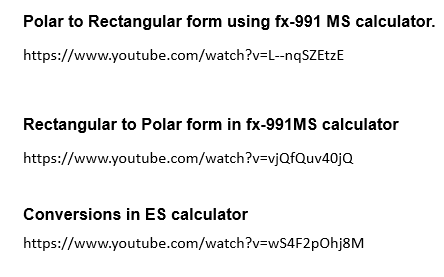 Polar to Rectangular form using fx-991 MS calculator.
https://www.youtube.com/watch?v=L--nqSZEtzE
Rectangular to Polar form in fx-991MS calculator
https://www.youtube.com/watch?v=vjQfQuv40jQ
Conversions in ES calculator
https://www.youtube.com/watch?v=wS4F2pOhj8M